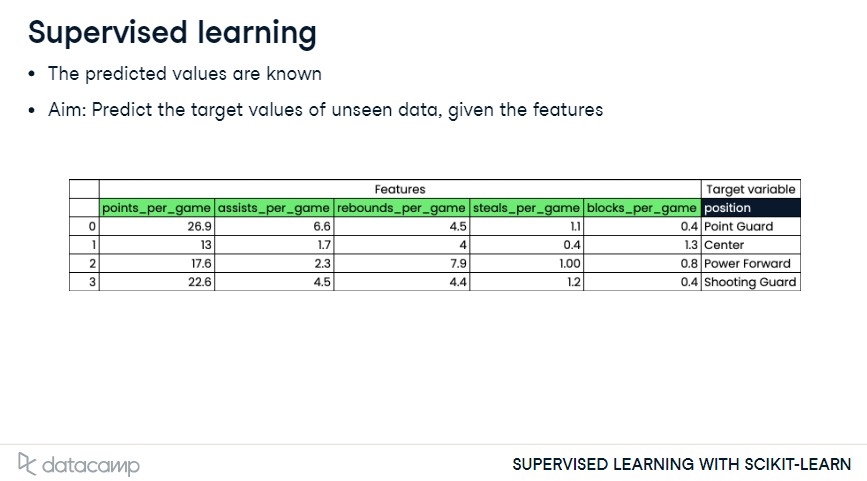 Supervised learning
• The predicted values are known
• Aim: Predict the target values of unseen data, given the features
Features Target variable
points_per_game assists_per_game rebounds_per_game steals_per_game blocks_per_game position
0 26.9 6.6 4.5 1.1 0.4 Point Guard
1 13 1.7 4 0.4 1.3 Center
2 17.6 2.3 7.9 1.00 0.8 Power Forward
3 22.6 4.5 4.4 1.2 0.4 Shooting Guard
datacamp SUPERVISED LEARNING WITH SCIKIT-LEARN